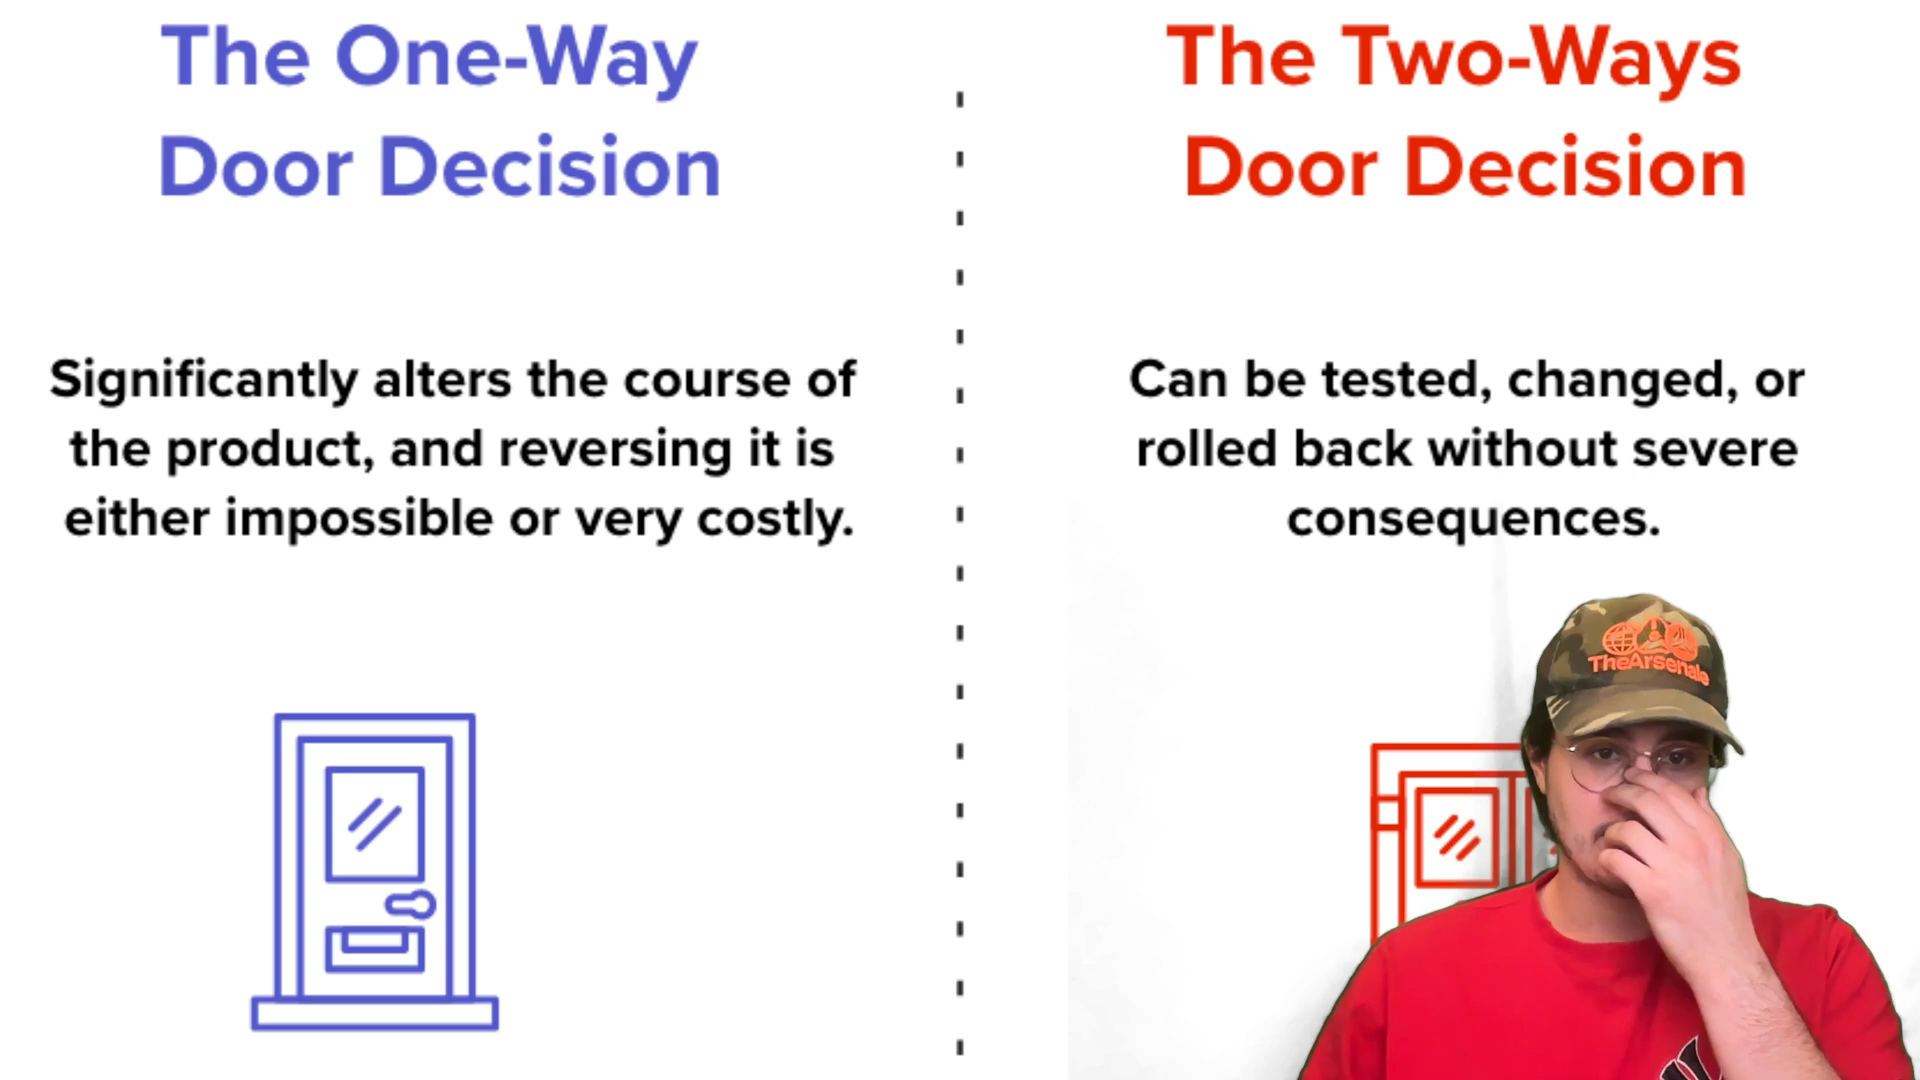 The One-Way
Door Decision
Significantly alters the course of
the product, and reversing it is
either impossible or very costly.
The Two-Ways
Door Decision
Can be tested, changed, or
rolled back without severe
consequences.
TheArsenale